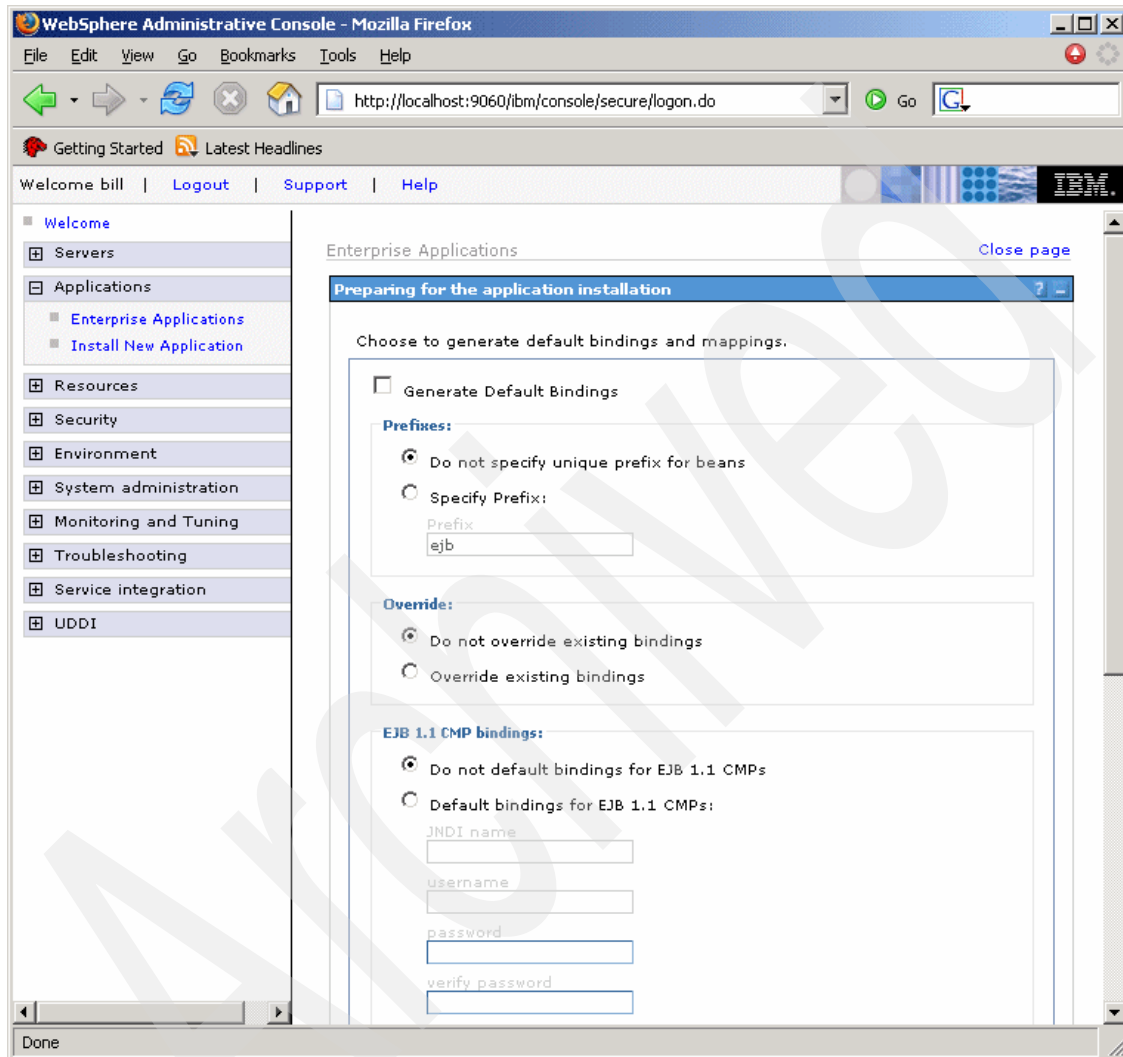 WebSphere Administrative Console - Mozilla Firefox
File Edit View Go Bookmarks Tools Help
http://localhost:9060/ibm/console/secure/logon.do Go G
Getting Started Latest Headlines
Welcome bill | Logout | Support | Help IBM.
Welcome
Servers
Applications
Enterprise Applications
Install New Application
Resources
Security
Environment
System administration
Monitoring and Tuning
Troubleshooting
Service integration
UDDI
Enterprise Applications Close page
Preparing for the application installation ?
Choose to generate default bindings and mappings.
Generate Default Bindings
Prefixes:
Do not specify unique prefix for beans
Specify Prefix:
Prefix
ejb
Override:
Do not override existing bindings
Override existing bindings
EJB 1.1 CMP bindings:
Do not default bindings for EJB 1.1 CMPs
Default bindings for EJB 1.1 CMPs:
JNDI name
username
password
verify password
Done
Archived